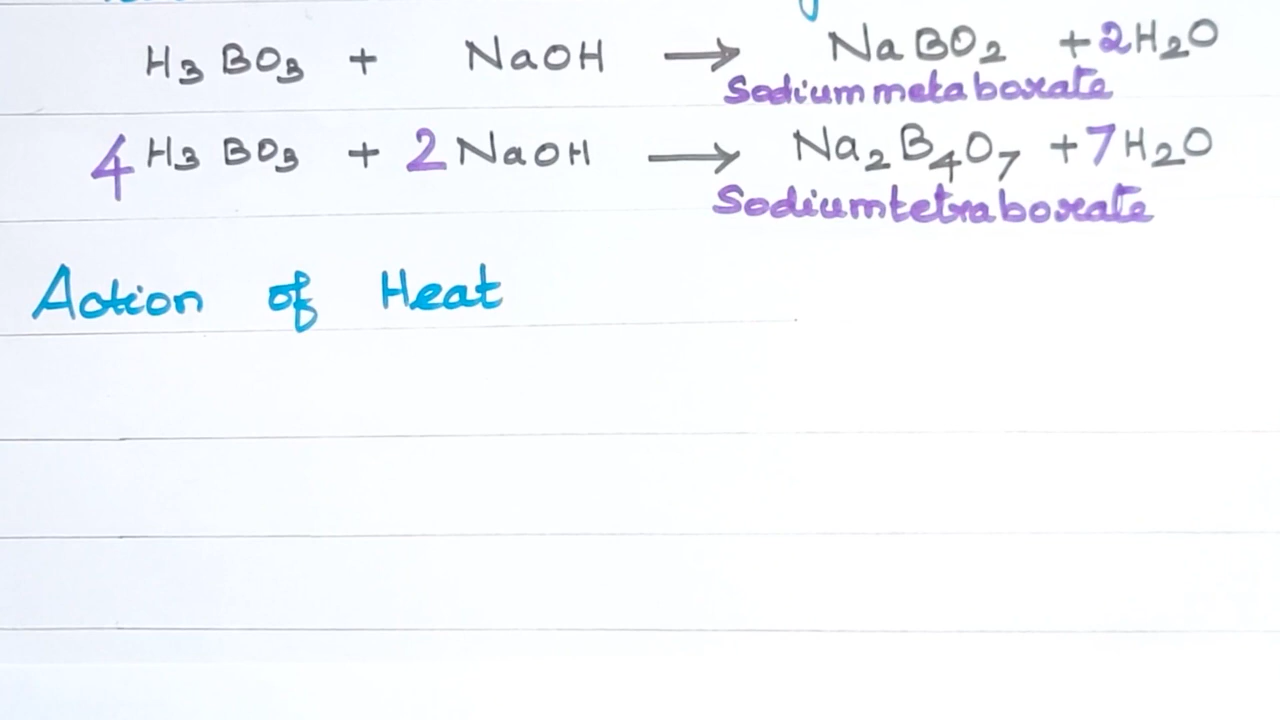 H₃BO₃ + NaOH ⟶ NaBO₂ + 2H₂O
Sodium metaborate
4H₃BO₃ + 2NaOH ⟶ Na₂B₄O₇ + 7H₂O
Sodiumtetraborate
Action of Heat